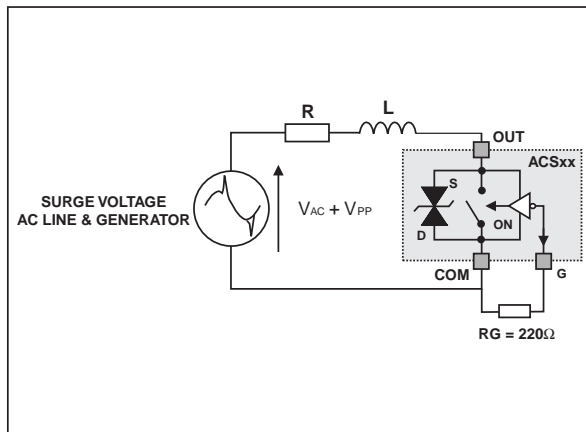 R
L
OUT
ACSxx
S
SURGE VOLTAGE
AC LINE & GENERATOR
VAC + VPP
ON
D
COM
G
RG = 220Ω